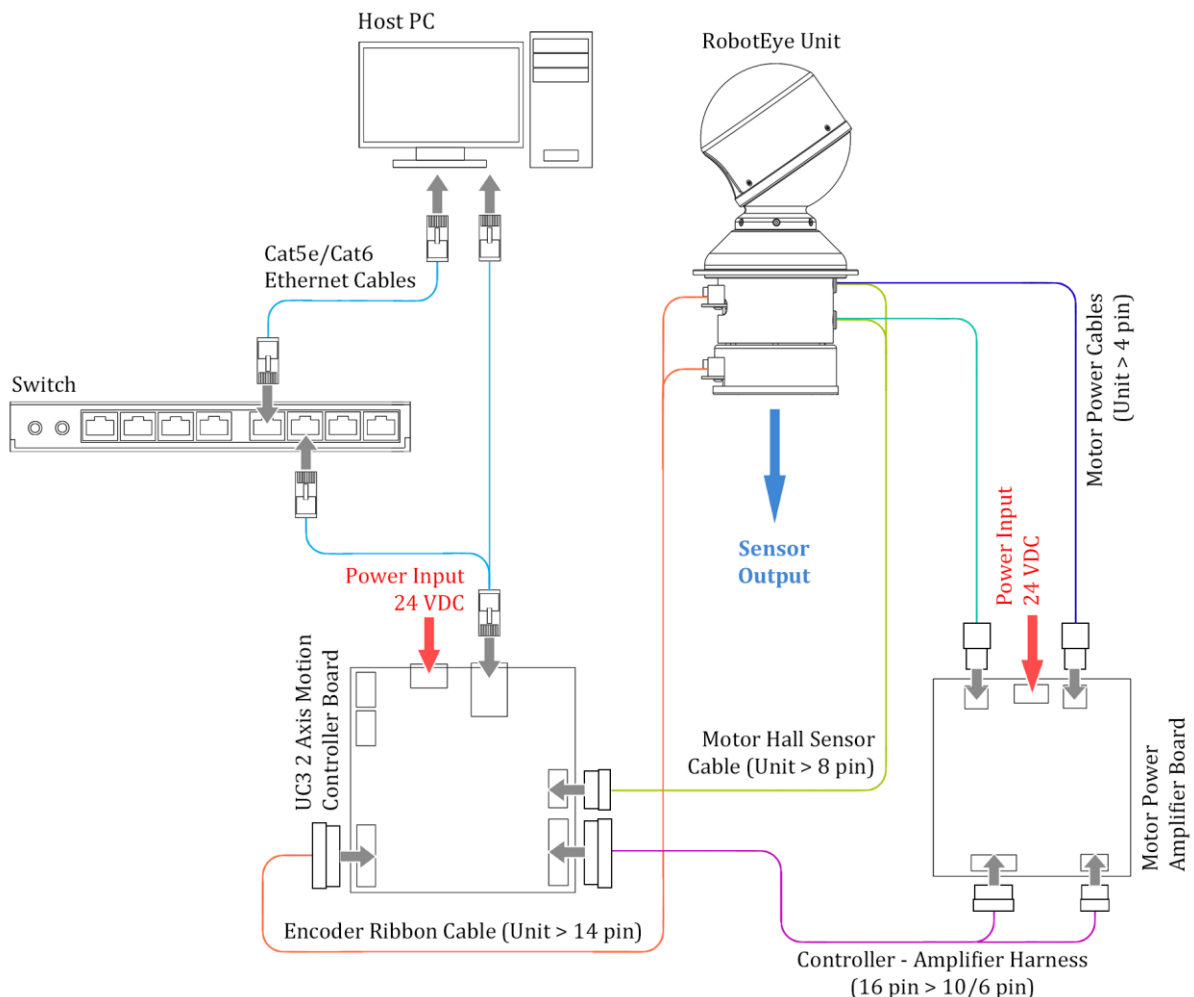 Host PC
RobotEye Unit
Cat5e/Cat6
Ethernet Cables
Switch
Motor Power Cables
(Unit > 4 pin)
Sensor
Output
Power Input
24 VDC
Power Input
24 VDC
UC3 2 Axis Motion
Controller Board
Motor Hall Sensor
Cable (Unit > 8 pin)
Motor Power
Amplifier Board
Encoder Ribbon Cable (Unit > 14 pin)
Controller - Amplifier Harness
(16 pin > 10/6 pin)